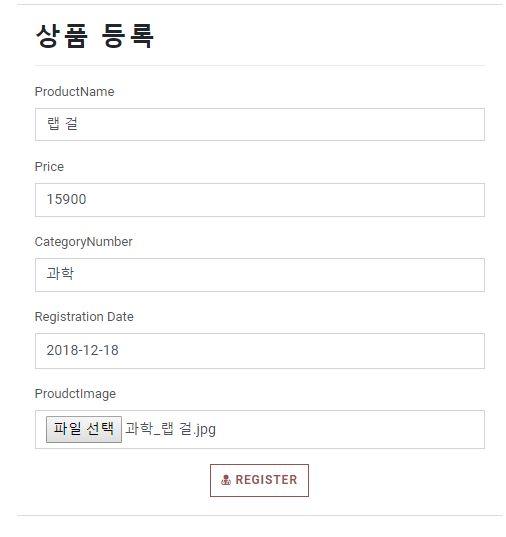 상품 등록
ProductName
랩 걸
Price
15900
CategoryNumber
과학
Registration Date
2018-12-18
ProudctImage
파일 선택 과학_랩 걸.jpg
REGISTER